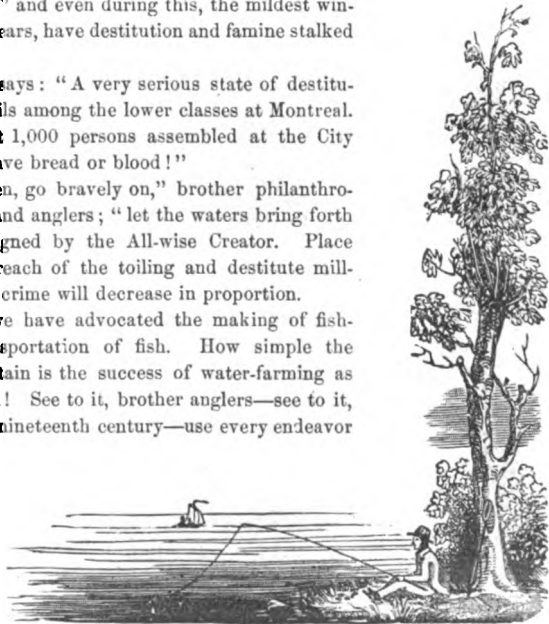 " and even during this, the mildest win-
ears, have destitution and famine stalked
says : " A very serious state of destitu-
ils among the lower classes at Montreal.
t 1,000 persons assembled at the City
ve bread or blood ! "
n, go bravely on," brother philanthro-
nd anglers ; " let the waters bring forth
gned by the All-wise Creator. Place
each of the toiling and destitute mill-
crime will decrease in proportion.
e have advocated the making of fish-
sportation of fish. How simple the
tain is the success of water-farming as
! See to it, brother anglers—see to it,
nineteenth century—use every endeavor